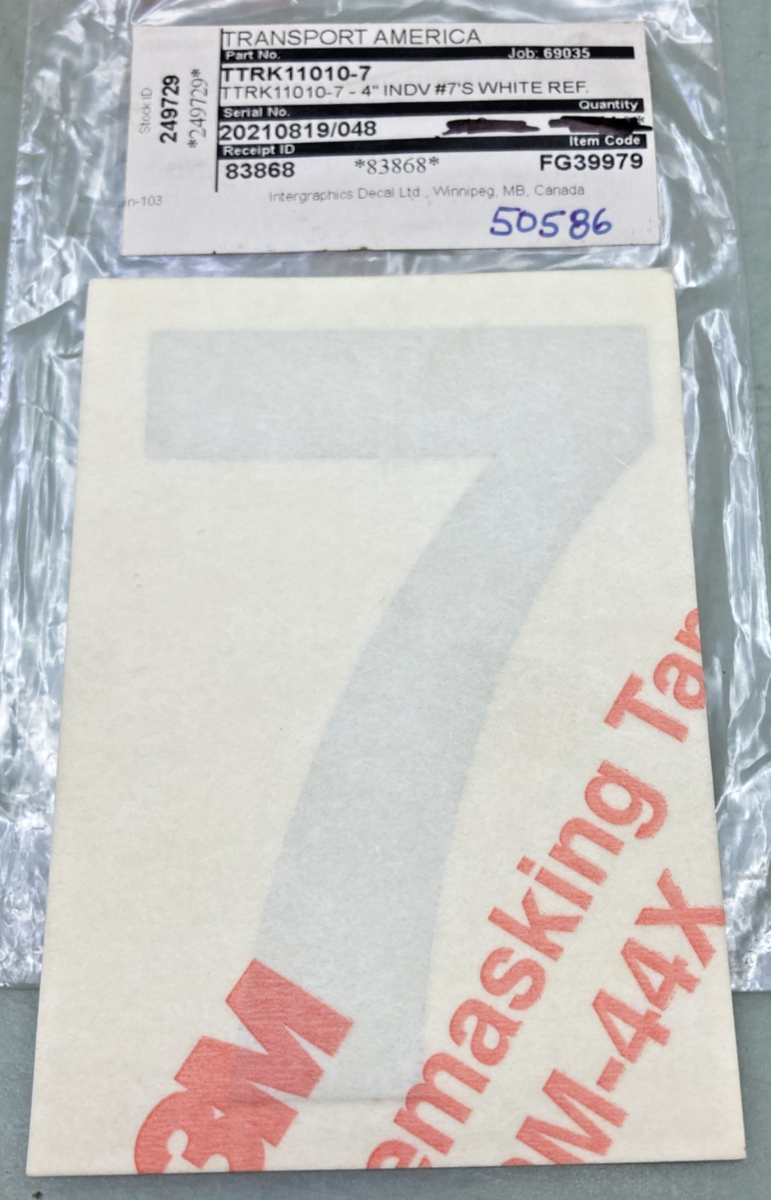 TRANSPORT AMERICA
Part No. Job: 69035
TTRK11010-7
TTRK11010-7 - 4" INDV #7'S WHITE REF.
Serial No. Quantity
20210819/048
Receipt ID Item Code
83868 *83868* FG39979
Intergraphics Decal Ltd., Winnipeg, MB, Canada
Stock ID
249729
*249729*
n-103
50586
7
3M
emasking Tap
M-44X